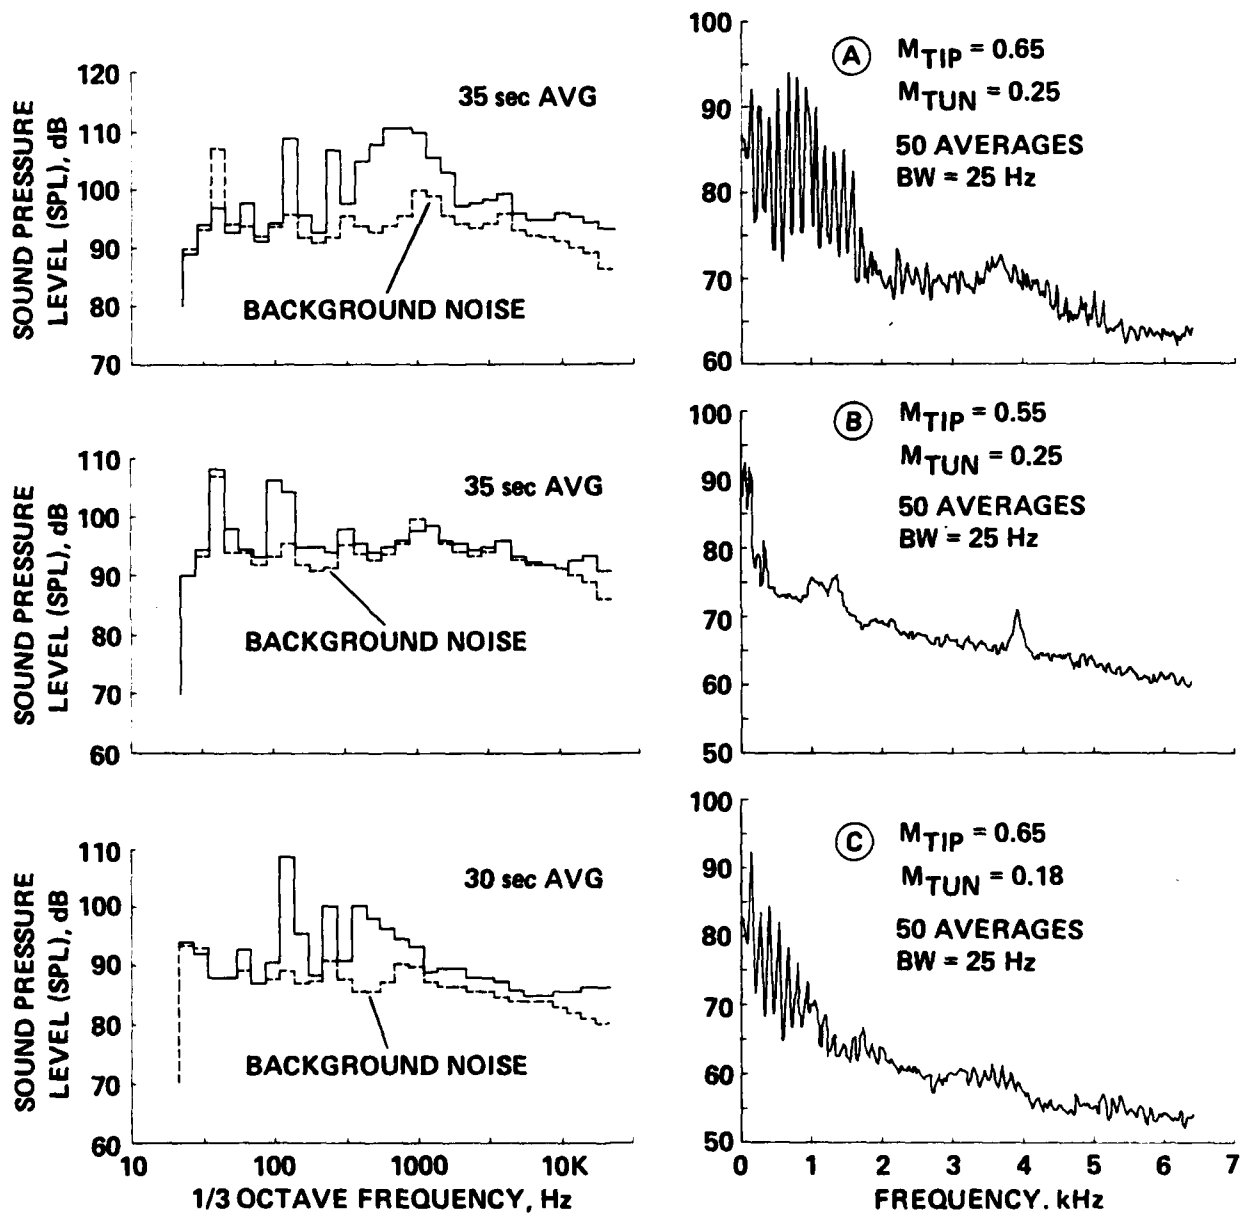 SOUND PRESSURE
LEVEL (SPL), dB
120
110
100
90
80
70
35 sec AVG
BACKGROUND NOISE
100
90
80
70
60
A
MTIP = 0.65
MTUN = 0.25
50 AVERAGES
BW = 25 Hz
SOUND PRESSURE
LEVEL (SPL), dB
110
100
90
80
70
60
35 sec AVG
BACKGROUND NOISE
100
90
80
70
60
50
B
MTIP = 0.55
MTUN = 0.25
50 AVERAGES
BW = 25 Hz
SOUND PRESSURE
LEVEL (SPL), dB
110
100
90
80
70
60
30 sec AVG
BACKGROUND NOISE
10 100 1000 10K
1/3 OCTAVE FREQUENCY, Hz
100
90
80
70
60
50
C
MTIP = 0.65
MTUN = 0.18
50 AVERAGES
BW = 25 Hz
0 1 2 3 4 5 6 7
FREQUENCY. kHz